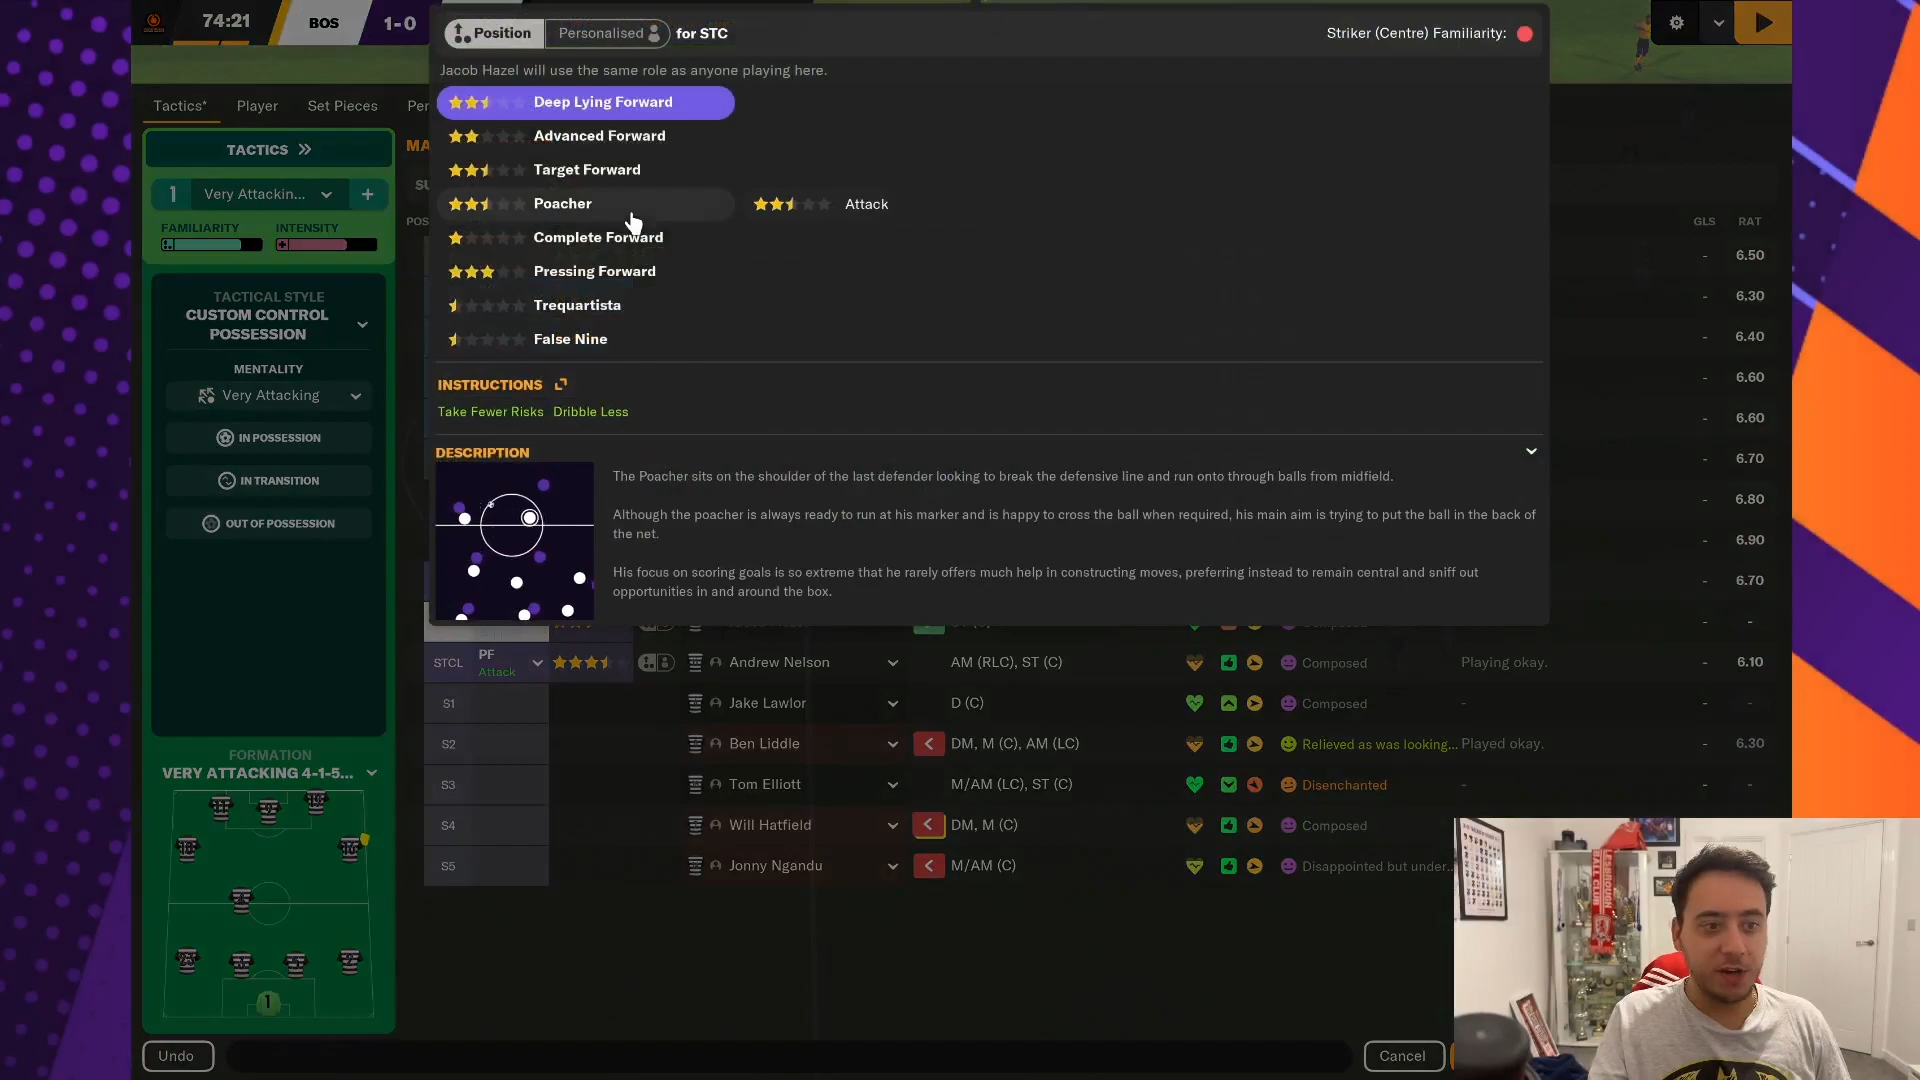 74:21 BOS 1-0
Position Personalised for STC Striker (Centre) Familiarity:
Jacob Hazel will use the same role as anyone playing here.
Deep Lying Forward
Advanced Forward
Target Forward
Poacher Attack
Complete Forward
Pressing Forward
Trequartista
False Nine
INSTRUCTIONS
Take Fewer Risks Dribble Less
DESCRIPTION
The Poacher sits on the shoulder of the last defender looking to break the defensive line and run onto through balls from midfield.
Although the poacher is always ready to run at his marker and is happy to cross the ball when required, his main aim is trying to put the ball in the back of
the net.
His focus on scoring goals is so extreme that he rarely offers much help in constructing moves, preferring instead to remain central and sniff out
opportunities in and around the box.
Tactics* Player Set Pieces Per
TACTICS
1 Very Attackin...
FAMILIARITY INTENSITY
TACTICAL STYLE
CUSTOM CONTROL
POSSESSION
MENTALITY
Very Attacking
IN POSSESSION
IN TRANSITION
OUT OF POSSESSION
FORMATION
VERY ATTACKING 4-1-5...
1
MA
SU
POS
GLS RAT
- 6.50
- 6.30
- 6.40
- 6.60
- 6.60
- 6.70
- 6.80
- 6.90
- 6.70
- -
STCL PF Attack Andrew Nelson AM (RLC), ST (C) Composed Playing okay. - 6.10
S1 Jake Lawlor D (C) Composed - - -
S2 Ben Liddle DM, M (C), AM (LC) Relieved as was looking... Played okay. - 6.30
S3 Tom Elliott M/AM (LC), ST (C) Disenchanted - - -
S4 Will Hatfield DM, M (C) Composed
S5 Jonny Ngandu M/AM (C) Disappointed but under...
Undo Cancel